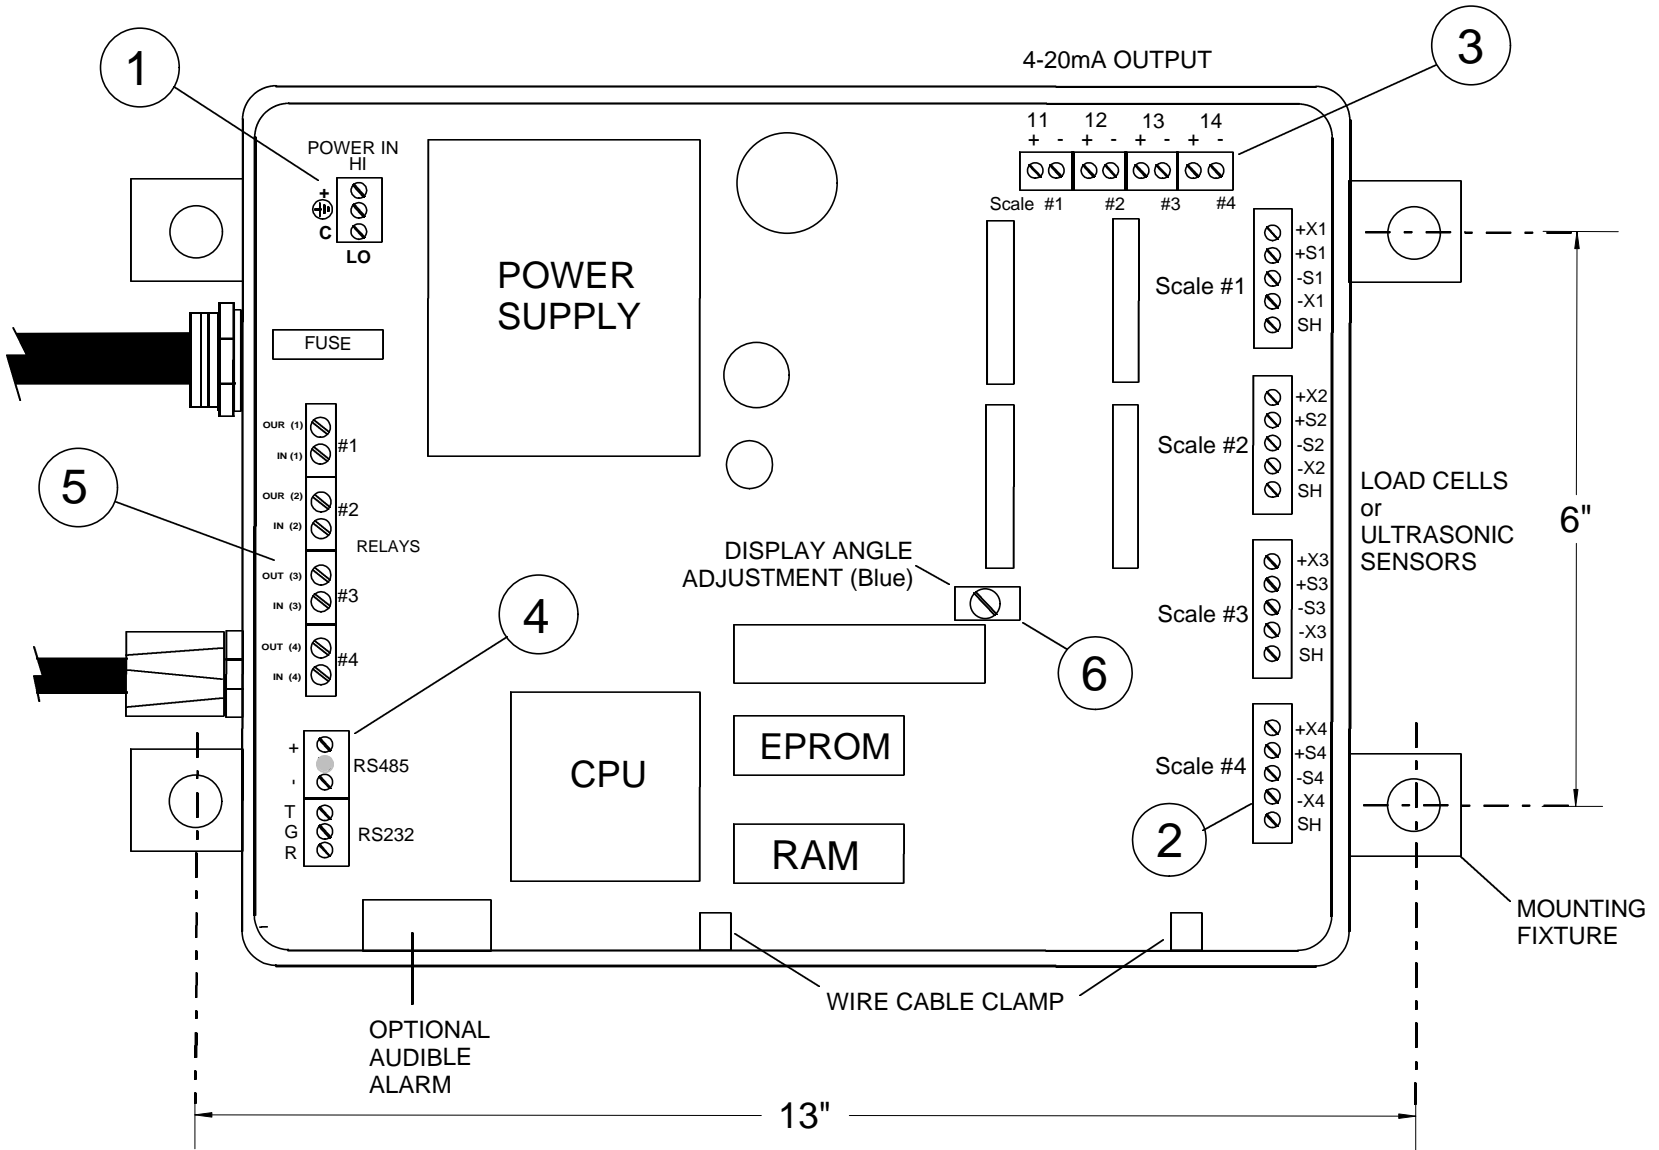 1
4-20mA OUTPUT
3
POWER IN
HI
+
C
LO
11 12 13 14
+ - + - + - + -
Scale #1 #2 #3 #4
POWER
SUPPLY
FUSE
Scale #1
+X1
+S1
-S1
-X1
SH
OUR (1)
IN (1)
#1
OUR (2)
IN (2)
#2
RELAYS
5
OUT (3)
IN (3)
#3
OUT (4)
IN (4)
#4
Scale #2
+X2
+S2
-S2
-X2
SH
LOAD CELLS
or
ULTRASONIC
SENSORS
6"
DISPLAY ANGLE
ADJUSTMENT (Blue)
4
6
Scale #3
+X3
+S3
-S3
-X3
SH
+
RS485
-
T
G
R
RS232
CPU
EPROM
RAM
Scale #4
+X4
+S4
-S4
-X4
SH
2
MOUNTING
FIXTURE
WIRE CABLE CLAMP
OPTIONAL
AUDIBLE
ALARM
13"